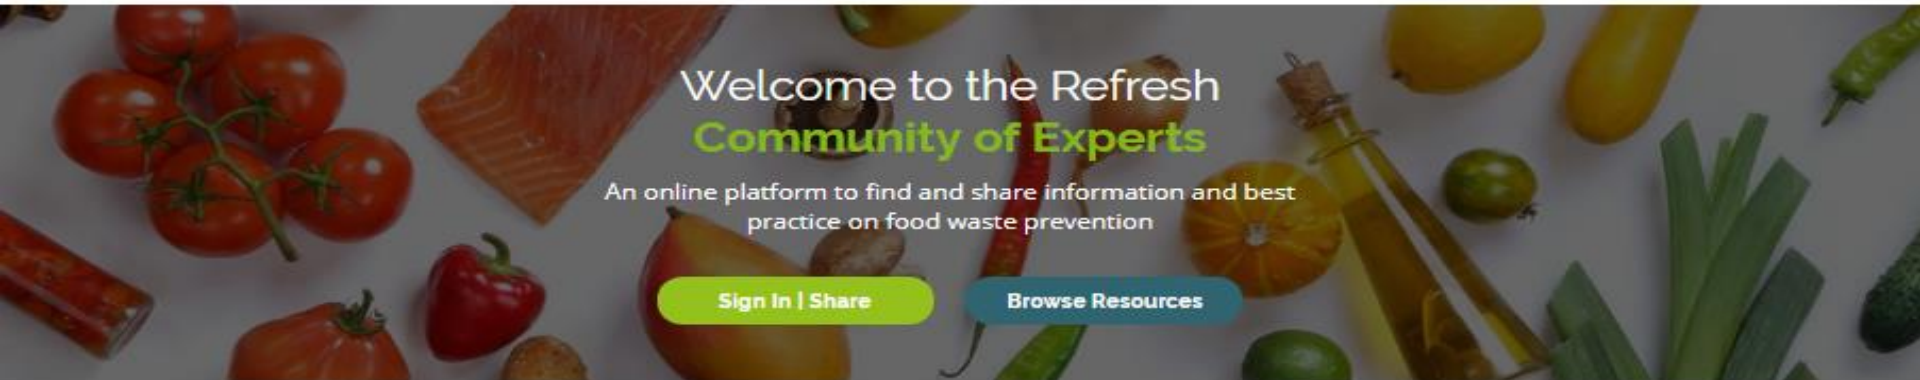 Welcome to the Refresh
Community of Experts
An online platform to find and share information and best
practice on food waste prevention
Sign In | Share
Browse Resources